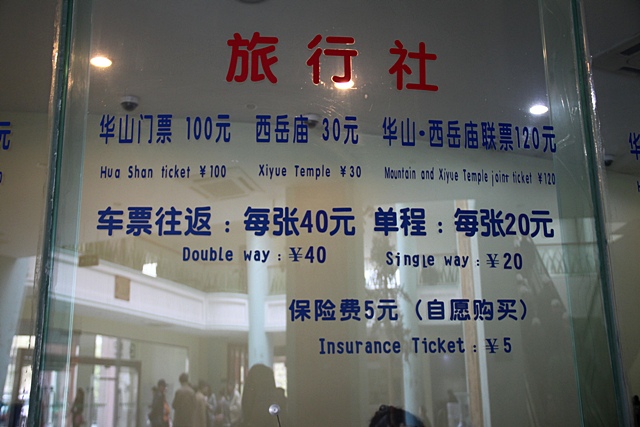 旅行社
华山门票 100元 西岳庙 30元 华山·西岳庙联票120元
Hua Shan ticket ¥100 Xiyue Temple ¥30 Mountain and Xiyue Temple joint ticket ¥120
车票往返：每张40元 单程：每张20元
Double way：¥40 Single way：¥20
保险费5元（自愿购买）
Insurance Ticket：¥5